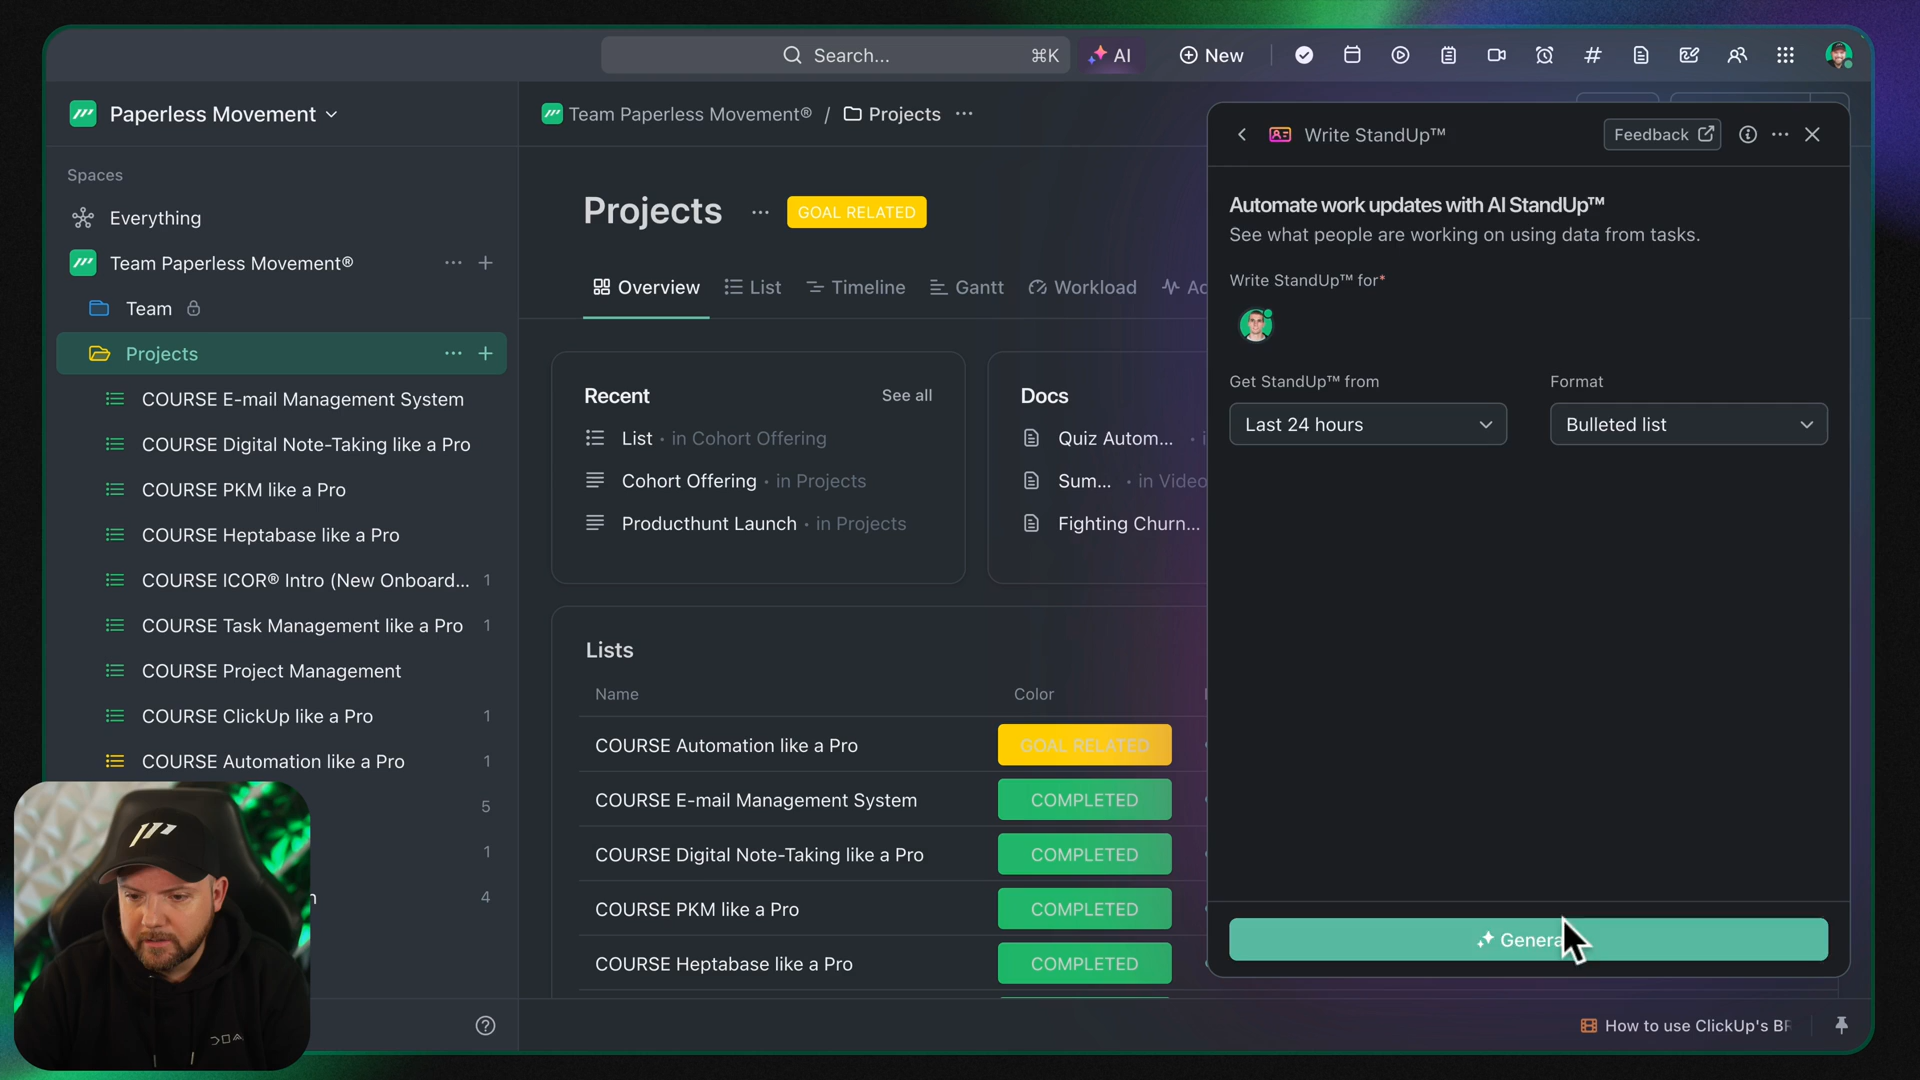 Search...
⌘K
AI
New
Paperless Movement
Team Paperless Movement® / Projects
Write StandUp™
Feedback
Spaces
Everything
Team Paperless Movement®
Team
Projects
COURSE E-mail Management System
COURSE Digital Note-Taking like a Pro
COURSE PKM like a Pro
COURSE Heptabase like a Pro
COURSE ICOR® Intro (New Onboard... 1
COURSE Task Management like a Pro 1
COURSE Project Management
COURSE ClickUp like a Pro 1
COURSE Automation like a Pro 1
5
1
4
Projects
GOAL RELATED
Overview
List
Timeline
Gantt
Workload
Recent
See all
List • in Cohort Offering
Cohort Offering • in Projects
Producthunt Launch • in Projects
Docs
Quiz Autom... •
Sum... • in Video
Fighting Churn...
Lists
Name
Color
COURSE Automation like a Pro
GOAL RELATED
COURSE E-mail Management System
COMPLETED
COURSE Digital Note-Taking like a Pro
COMPLETED
COURSE PKM like a Pro
COMPLETED
COURSE Heptabase like a Pro
COMPLETED
Automate work updates with AI StandUp™
See what people are working on using data from tasks.
Write StandUp™ for*
Get StandUp™ from
Format
Last 24 hours
Bulleted list
How to use ClickUp's